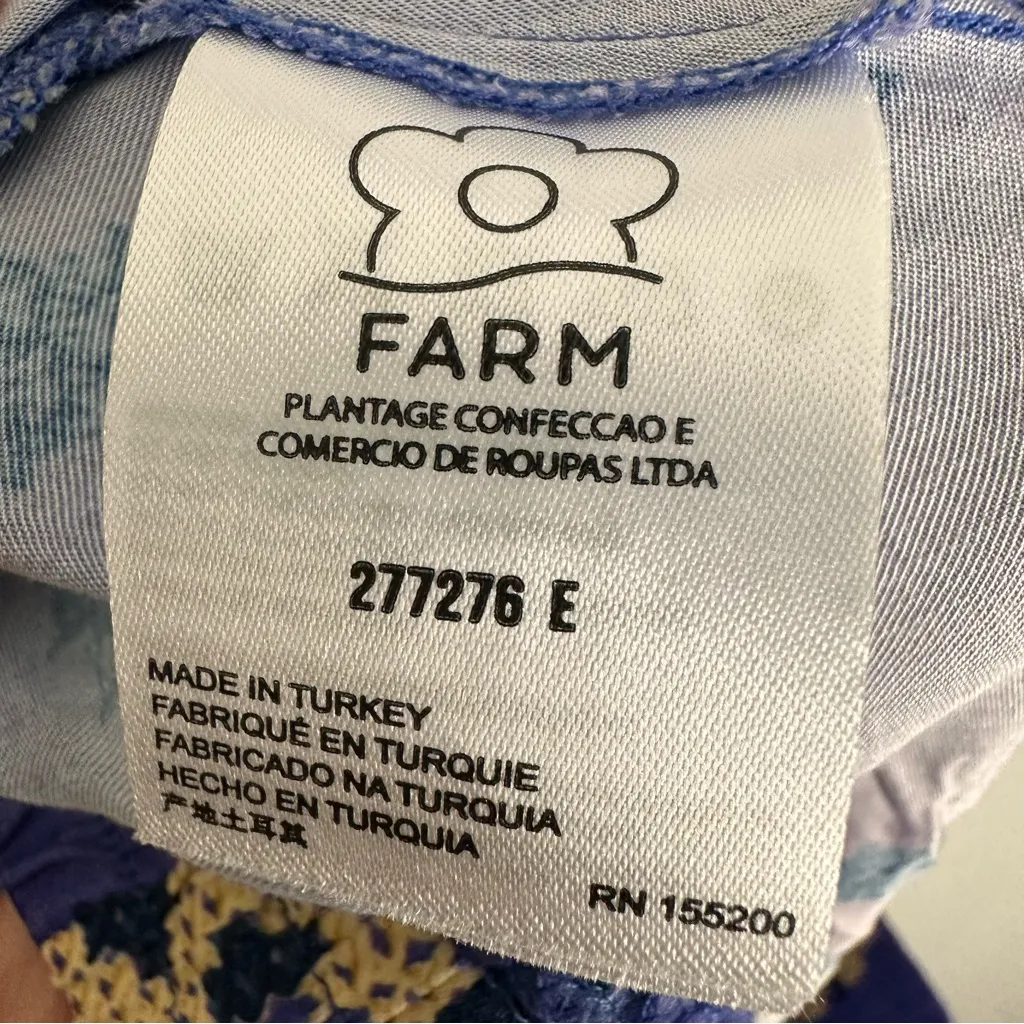 FARM
PLANTAGE CONFECCAO E
COMERCIO DE ROUPAS LTDA
277276 E
MADE IN TURKEY
FABRIQUÉ EN TURQUIE
FABRICADO NA TURQUIA
HECHO EN TURQUIA
产地土耳其
RN 155200